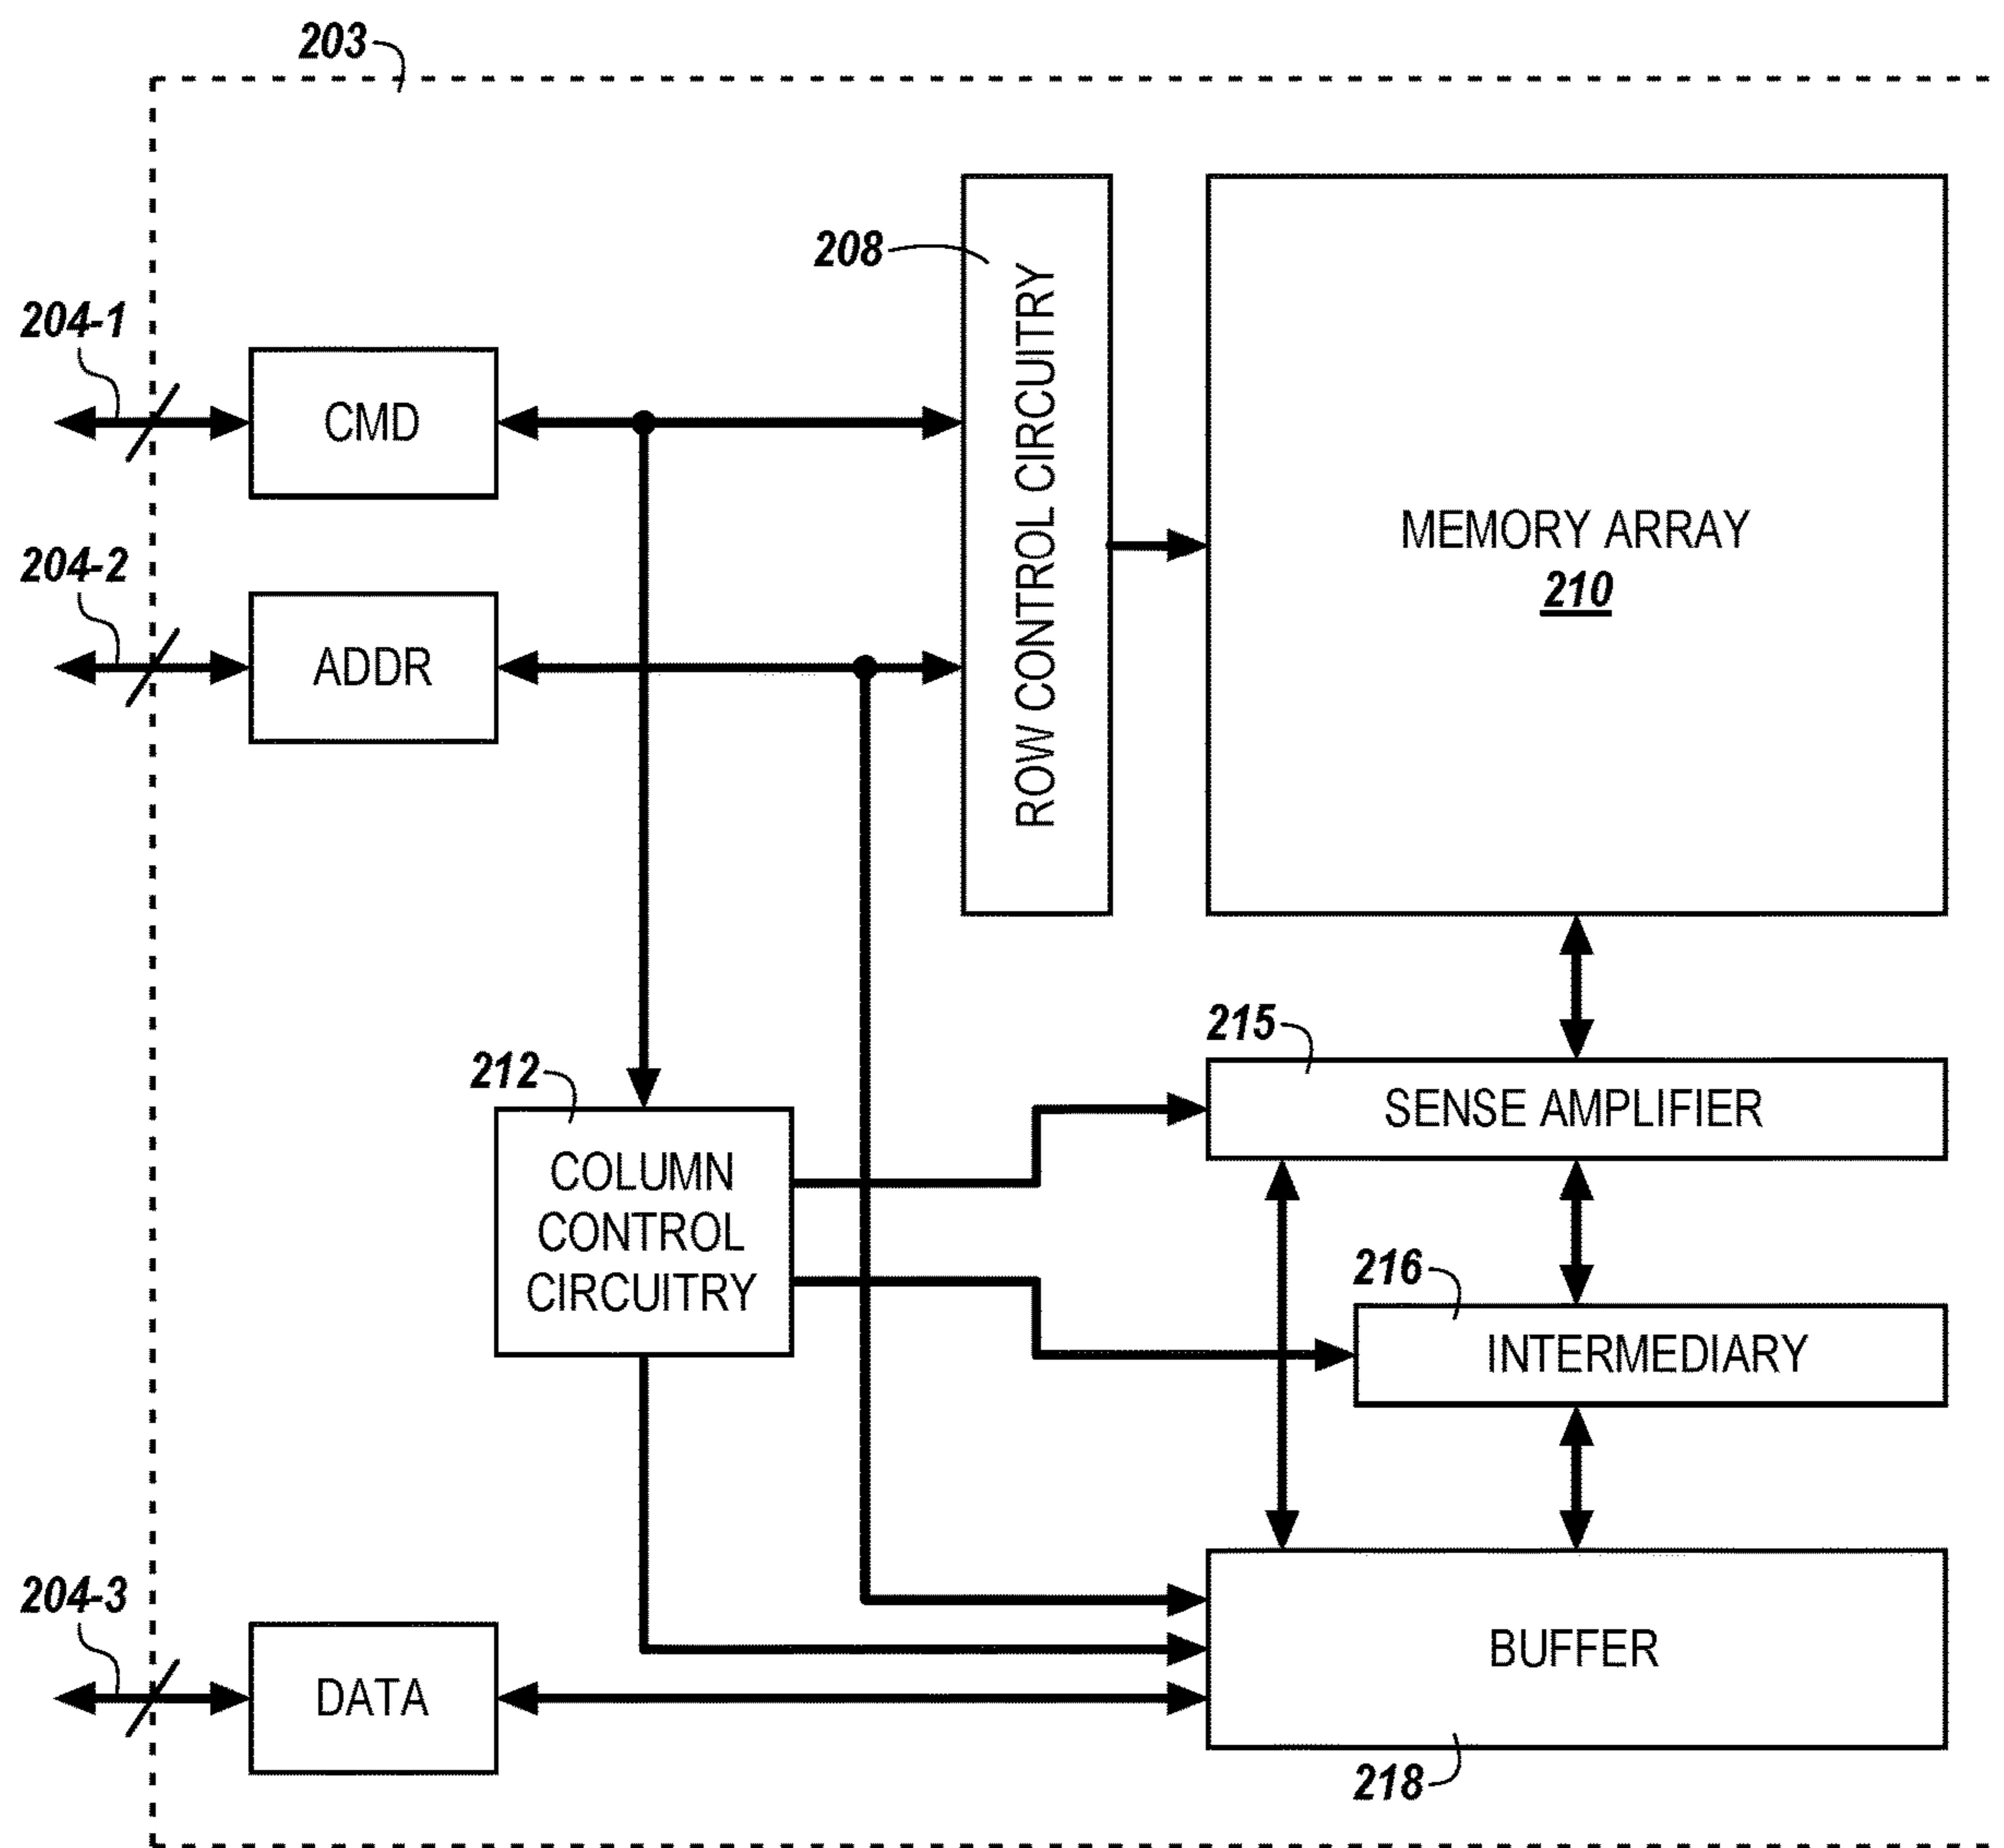 203
208
ROW CONTROL CIRCUITRY
204-1
CMD
MEMORY ARRAY
210
204-2
ADDR
215
SENSE AMPLIFIER
212
COLUMN
CONTROL
CIRCUITRY
216
INTERMEDIARY
204-3
DATA
BUFFER
218